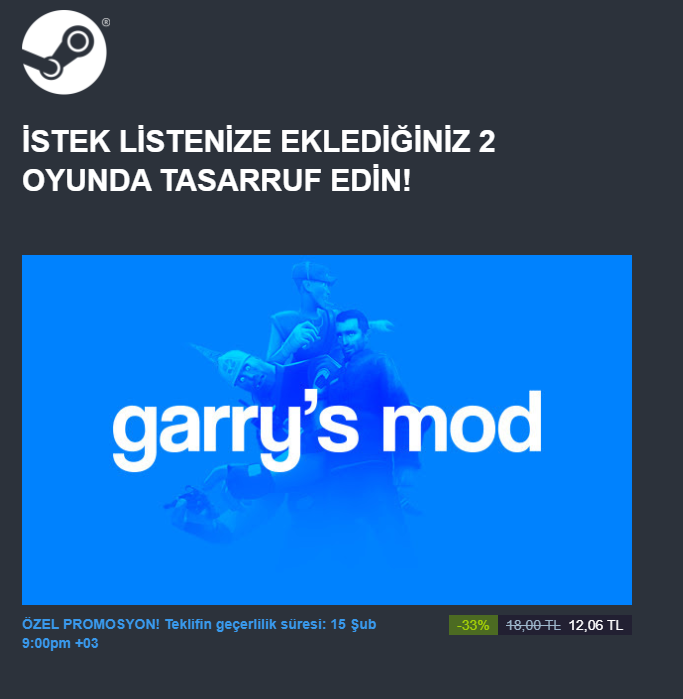 ®
İSTEK LİSTENİZE EKLEDİĞİNİZ 2
OYUNDA TASARRUF EDİN!
garry's mod
ÖZEL PROMOSYON! Teklifin geçerlilik süresi: 15 Şub
9:00pm +03
-33% 18,00 TL 12,06 TL